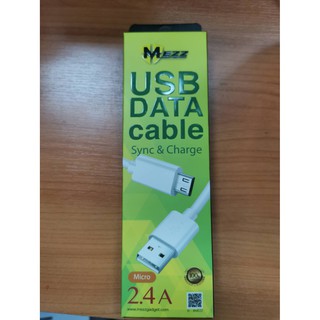 MEZZ
USB
DATA
cable
Sync & Charge
Micro
2.4A